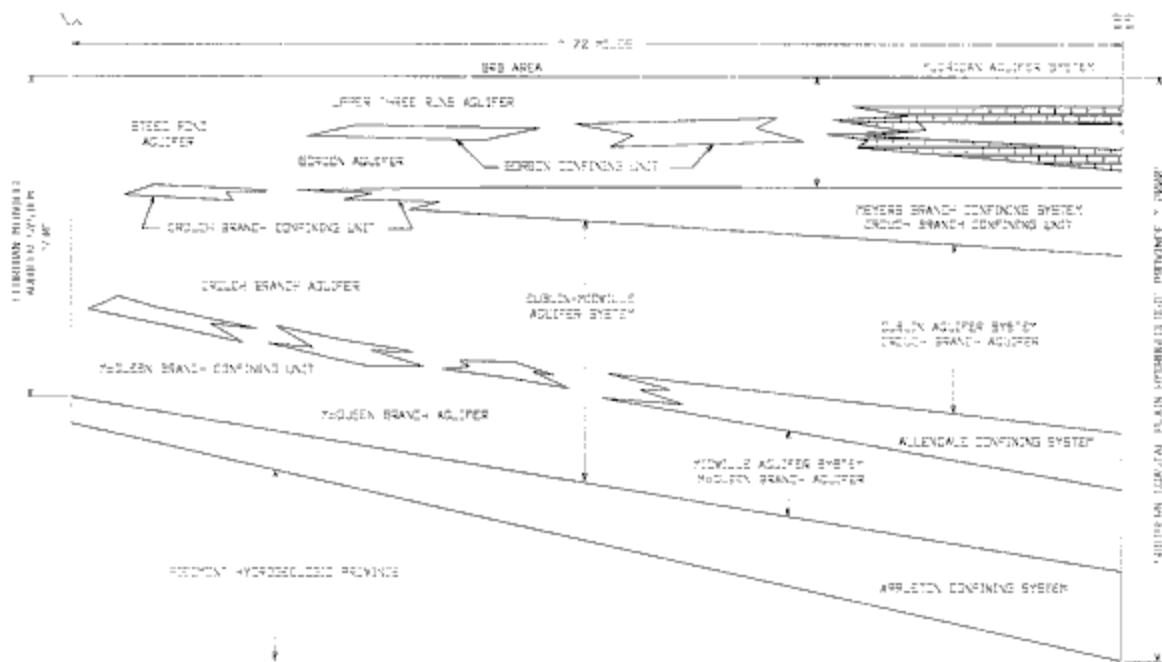 72 MILES
SRS AREA
FLORIDAN AQUIFER SYSTEM
UPPER THREE RUNS AQUIFER
STEED POND
AQUIFER
GORDON AQUIFER
GORDON CONFINING UNIT
CROUCH BRANCH CONFINING UNIT
MEYERS BRANCH CONFINING SYSTEM
CROUCH BRANCH CONFINING UNIT
CROUCH BRANCH AQUIFER
DUBLIN-MIDVILLE
AQUIFER SYSTEM
DUBLIN AQUIFER SYSTEM
CROUCH BRANCH AQUIFER
McQUEEN BRANCH CONFINING UNIT
McQUEEN BRANCH AQUIFER
ALLENDALE CONFINING SYSTEM
MIDVILLE AQUIFER SYSTEM
McQUEEN BRANCH AQUIFER
PIEDMONT HYDROGEOLOGIC PROVINCE
APPLETON CONFINING SYSTEM